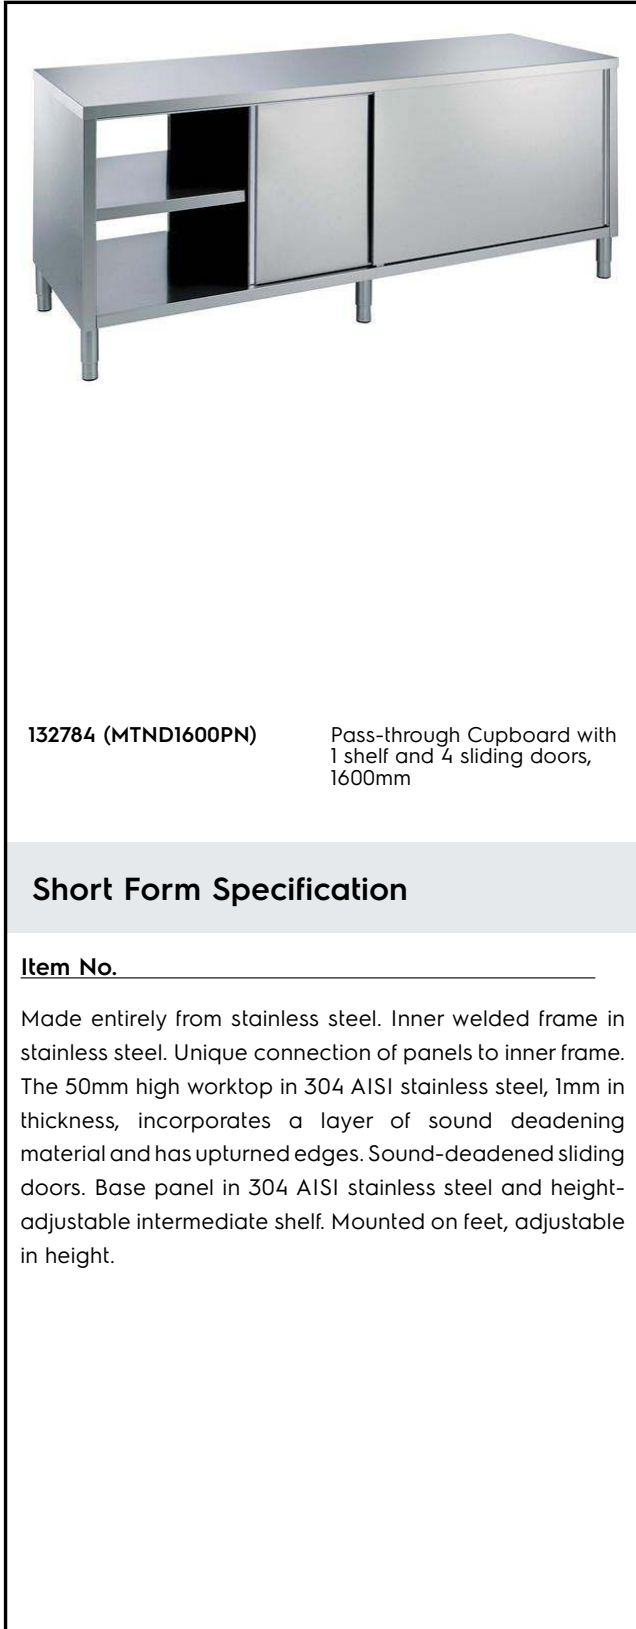 132784 (MTND1600PN)
Pass-through Cupboard with
1 shelf and 4 sliding doors,
1600mm
Short Form Specification
Item No.
Made entirely from stainless steel. Inner welded frame in
stainless steel. Unique connection of panels to inner frame.
The 50mm high worktop in 304 AISI stainless steel, 1mm in
thickness, incorporates a layer of sound deadening
material and has upturned edges. Sound-deadened sliding
doors. Base panel in 304 AISI stainless steel and height-
adjustable intermediate shelf. Mounted on feet, adjustable
in height.